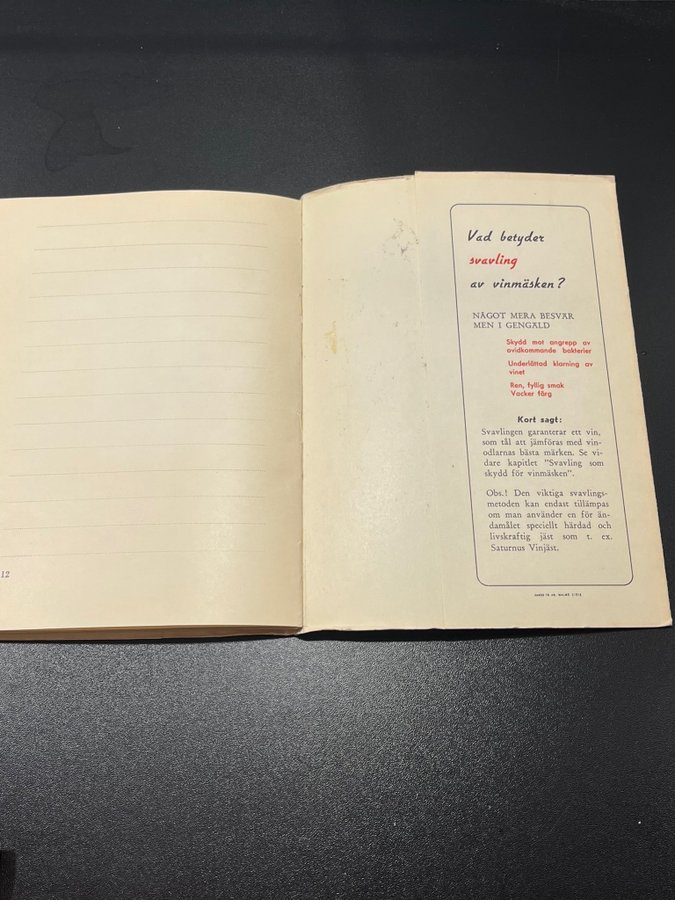 12
Vad betyder
svavling
av vinmäsken?
NÅGOT MERA BESVÄR
MEN I GENGÄLD
Skydd mot angrepp av
ovidkommande bakterier
Underlättad klarning av
vinet
Ren, fyllig smak
Vacker färg
Kort sagt:
Svavlingen garanterar ett vin,
som tål att jämföras med vin-
odlarnas bästa märken. Se vi-
dare kapitlet "Svavling som
skydd för vinmäsken".
Obs.! Den viktiga svavlings-
metoden kan endast tillämpas
om man använder en för än-
damålet speciellt härdad och
livskraftig jäst som t. ex.
Saturnus Vinjäst.